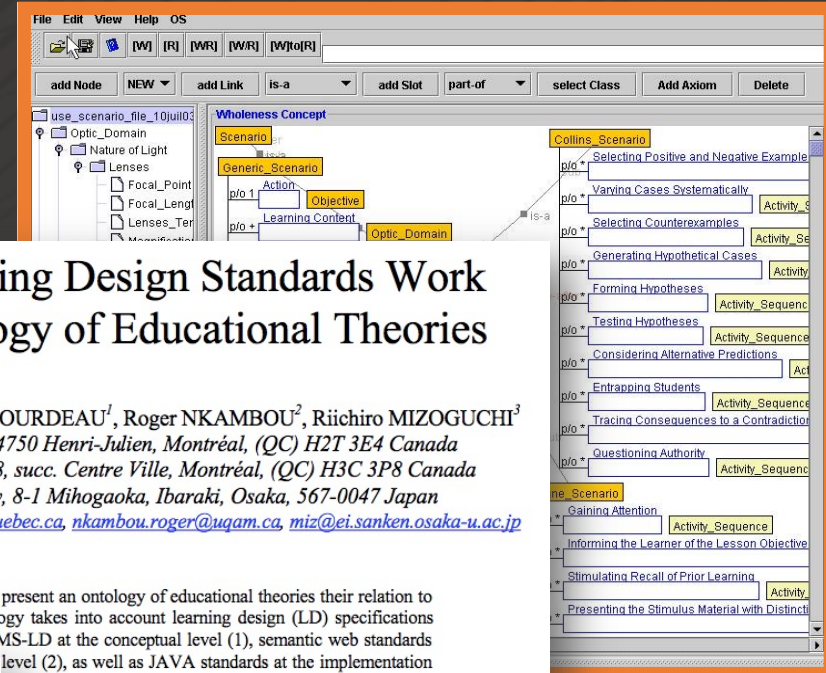 File Edit View Help OS
[W] [R] [WR] [W/R] [W]to[R]
add Node NEW add Link is-a add Slot part-of select Class Add Axiom Delete
use_scenario_file_10juil03
Optic_Domain
Nature of Light
Lenses
Focal_Point
Focal_Lengt
Lenses_Ter
Wholeness Concept
Scenario
is-a
Generic_Scenario
p/o 1 Action
Objective
p/o + Learning Content
Optic_Domain
is-a
Collins_Scenario
p/o * Selecting Positive and Negative Example
p/o * Varying Cases Systematically
Activity_S
p/o * Selecting Counterexamples
Activity_Se
p/o * Generating Hypothetical Cases
Activity
p/o * Forming Hypotheses
Activity_Sequenc
p/o * Testing Hypotheses
Activity_Sequence
p/o * Considering Alternative Predictions
Act
p/o * Entrapping Students
Activity_Sequence
p/o * Tracing Consequences to a Contradiction
p/o * Questioning Authority
Activity_Sequenc
ne_Scenario
* Gaining Attention
Activity_Sequence
* Informing the Learner of the Lesson Objective
* Stimulating Recall of Prior Learning
Activity_
* Presenting the Stimulus Material with Distincti
ing Design Standards Work
ogy of Educational Theories
OURDEAU1, Roger NKAMBOU2, Riichiro MIZOGUCHI3
4750 Henri-Julien, Montréal, (QC) H2T 3E4 Canada
8, succ. Centre Ville, Montréal, (QC) H3C 3P8 Canada
, 8-1 Mihogaoka, Ibaraki, Osaka, 567-0047 Japan
uebec.ca, nkambou.roger@uqam.ca, miz@ei.sanken.osaka-u.ac.jp
present an ontology of educational theories their relation to
ogy takes into account learning design (LD) specifications
MS-LD at the conceptual level (1), semantic web standards
level (2), as well as JAVA standards at the implementation